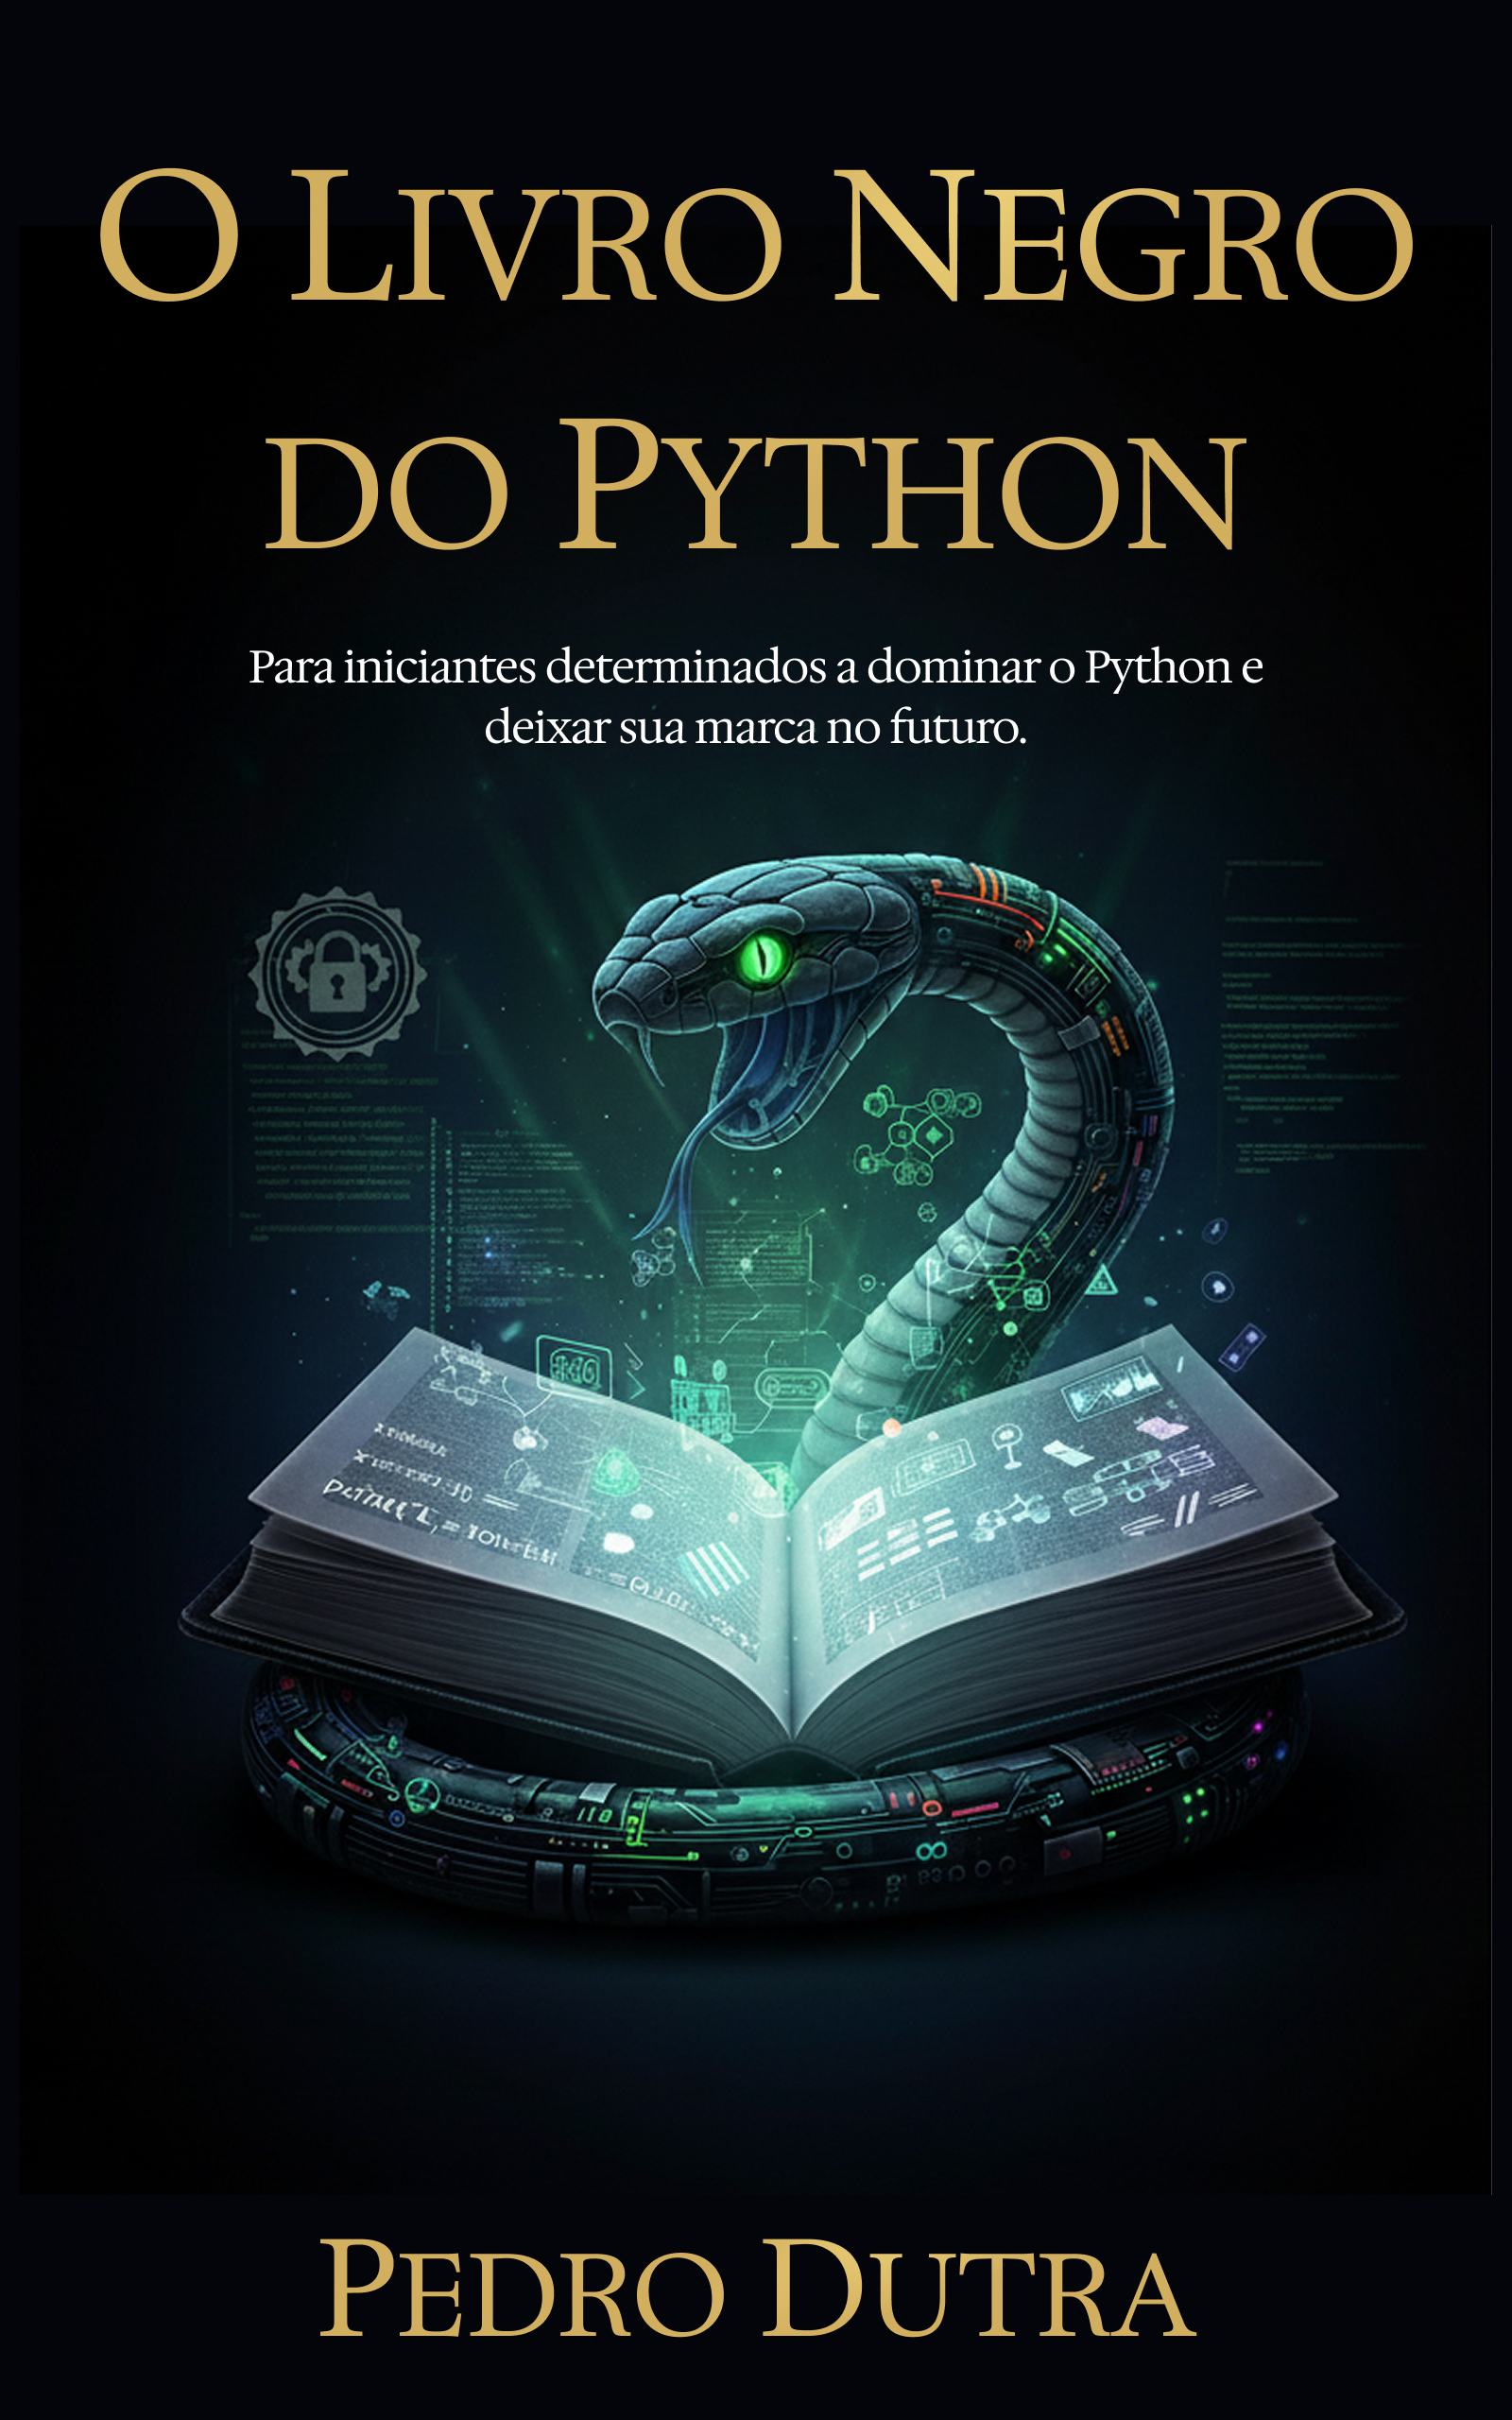 O Livro Negro
do Python
Para iniciantes determinados a dominar o Python e
deixar sua marca no futuro.
Pedro Dutra